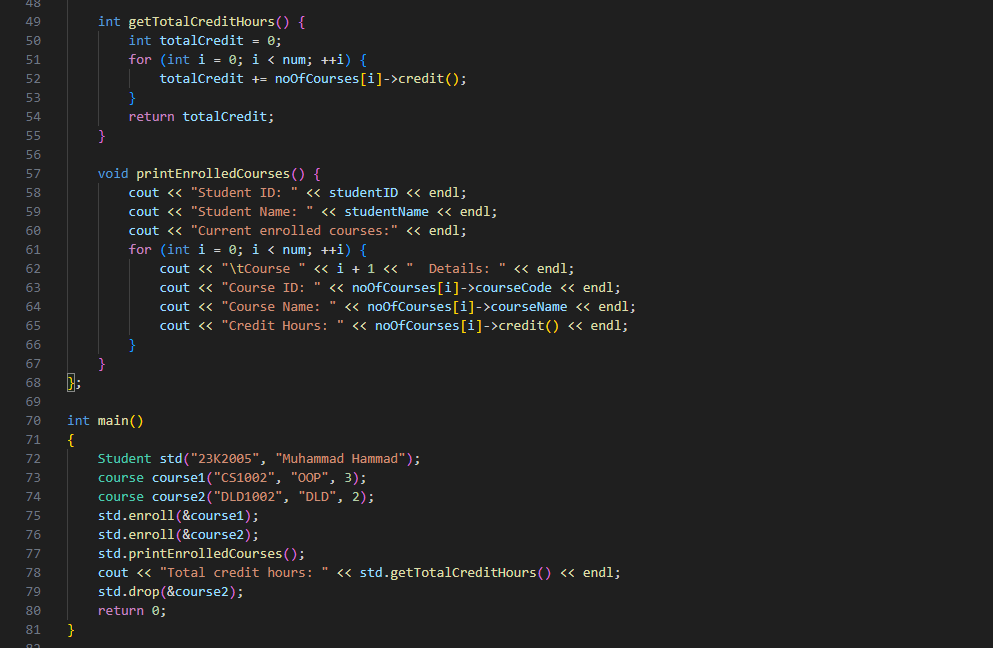 48
49 int getTotalCreditHours() {
50 int totalCredit = 0;
51 for (int i = 0; i < num; ++i) {
52 totalCredit += noOfCourses[i]->credit();
53 }
54 return totalCredit;
55 }
56
57 void printEnrolledCourses() {
58 cout << "Student ID: " << studentID << endl;
59 cout << "Student Name: " << studentName << endl;
60 cout << "Current enrolled courses:" << endl;
61 for (int i = 0; i < num; ++i) {
62 cout << "\tCourse " << i + 1 << "  Details: " << endl;
63 cout << "Course ID: " << noOfCourses[i]->courseCode << endl;
64 cout << "Course Name: " << noOfCourses[i]->courseName << endl;
65 cout << "Credit Hours: " << noOfCourses[i]->credit() << endl;
66 }
67 }
68 };
69
70 int main()
71 {
72 Student std("23K2005", "Muhammad Hammad");
73 course course1("CS1002", "OOP", 3);
74 course course2("DLD1002", "DLD", 2);
75 std.enroll(&course1);
76 std.enroll(&course2);
77 std.printEnrolledCourses();
78 cout << "Total credit hours: " << std.getTotalCreditHours() << endl;
79 std.drop(&course2);
80 return 0;
81 }
82